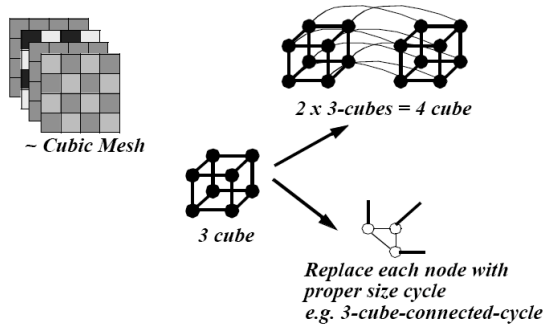 2 x 3-cubes = 4 cube
~ Cubic Mesh
3 cube
Replace each node with
proper size cycle
e.g. 3-cube-connected-cycle